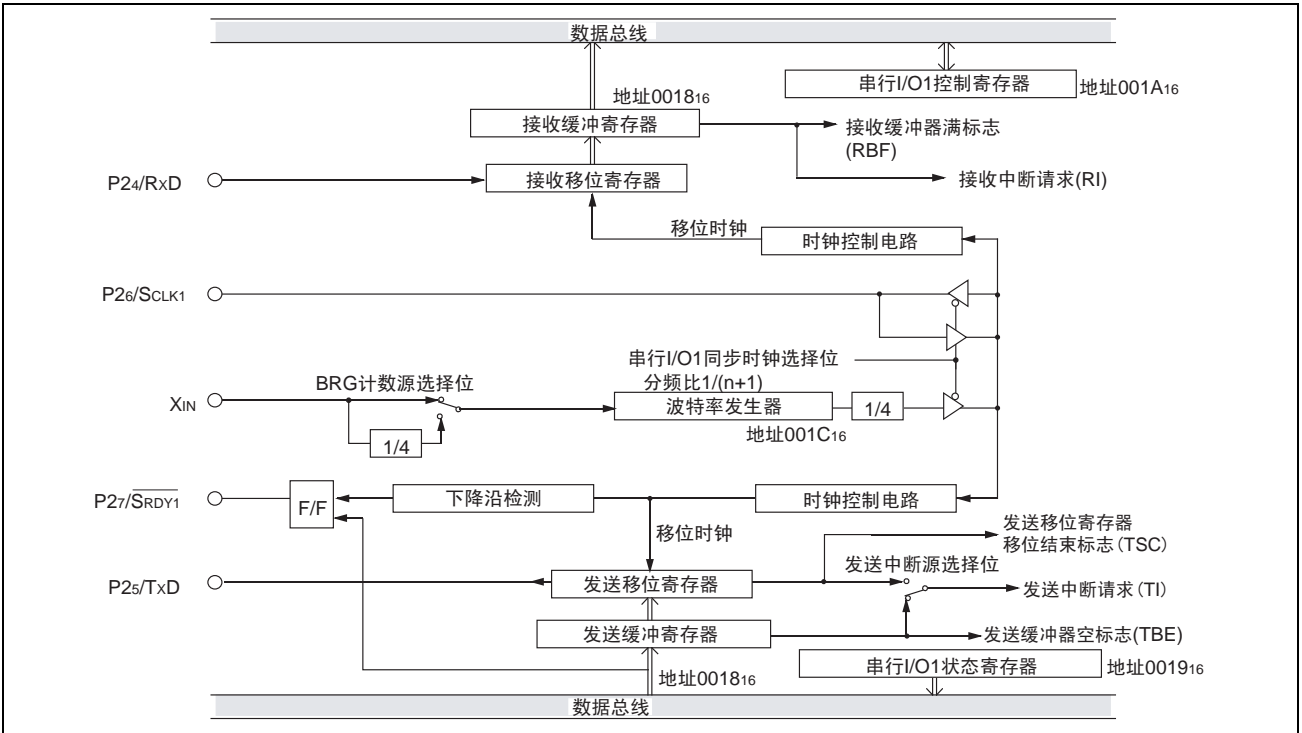 数据总线
串行I/O1控制寄存器
地址001A16
地址001816
接收缓冲寄存器
接收缓冲器满标志
(RBF)
P24/RXD
接收移位寄存器
接收中断请求(RI)
移位时钟
时钟控制电路
P26/SCLK1
串行I/O1同步时钟选择位
BRG计数源选择位
分频比1/(n+1)
XIN
波特率发生器
1/4
地址001C16
1/4
P27/SRDY1
F/F
下降沿检测
时钟控制电路
移位时钟
发送移位寄存器
移位结束标志(TSC)
发送中断源选择位
P25/TXD
发送移位寄存器
发送中断请求(TI)
发送缓冲寄存器
发送缓冲器空标志(TBE)
串行I/O1状态寄存器
地址001916
地址001816
数据总线